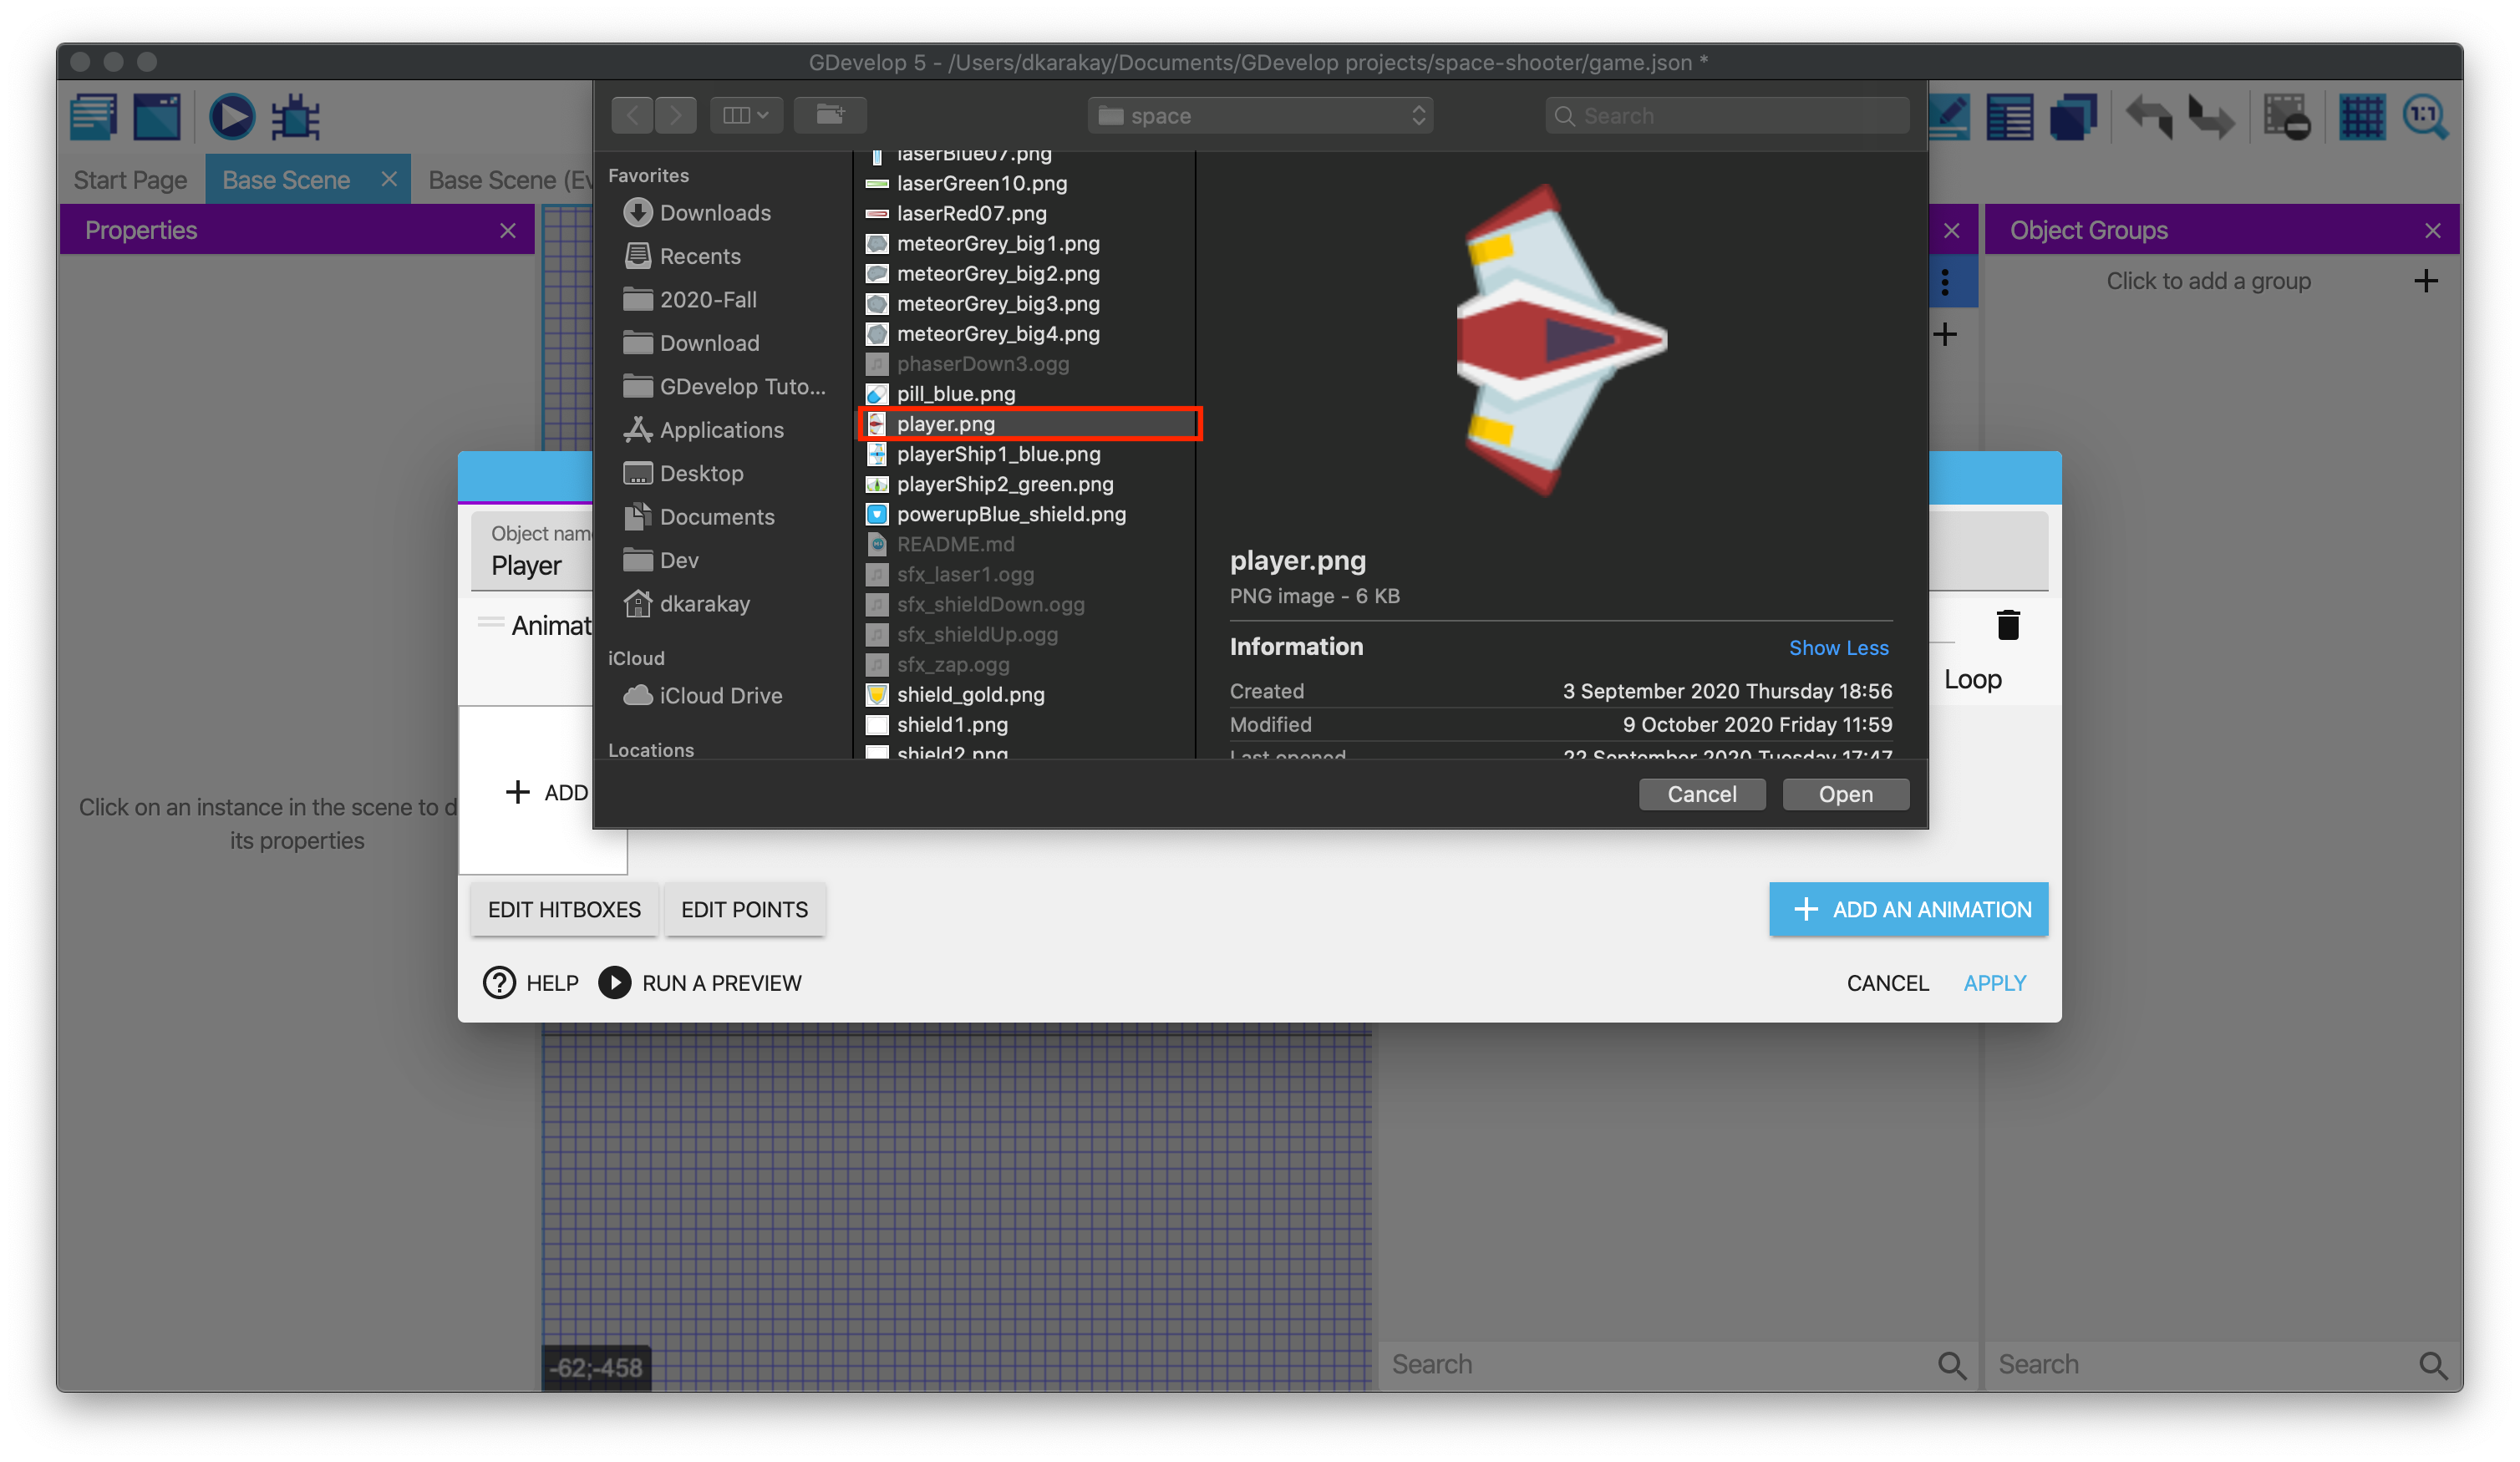 GDevelop 5 - /Users/dkarakay/Documents/GDevelop projects/space-shooter/game.json *
space
Search
1:1
Start Page
Base Scene
Base Scene (Ev
Properties
Object Groups
Click to add a group
Click on an instance in the scene to d
its properties
Favorites
Downloads
Recents
2020-Fall
Download
GDevelop Tuto...
Applications
Desktop
Documents
Dev
dkarakay
iCloud
iCloud Drive
Locations
laserBlue07.png
laserGreen10.png
laserRed07.png
meteorGrey_big1.png
meteorGrey_big2.png
meteorGrey_big3.png
meteorGrey_big4.png
phaserDown3.ogg
pill_blue.png
player.png
playerShip1_blue.png
playerShip2_green.png
powerupBlue_shield.png
README.md
sfx_laser1.ogg
sfx_shieldDown.ogg
sfx_shieldUp.ogg
sfx_zap.ogg
shield_gold.png
shield1.png
shield2.png
player.png
PNG image - 6 KB
Information
Show Less
Created
3 September 2020 Thursday 18:56
Modified
9 October 2020 Friday 11:59
Last opened
22 September 2020 Tuesday 17:47
Cancel
Open
Object name
Player
Animat
Loop
ADD
EDIT HITBOXES
EDIT POINTS
ADD AN ANIMATION
HELP
RUN A PREVIEW
CANCEL
APPLY
-62;-458
Search
Search